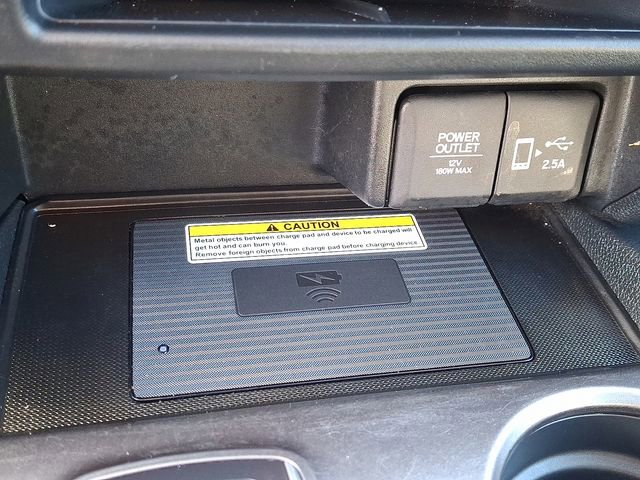 POWER
OUTLET
12V
180W MAX
2.5A
CAUTION
Metal objects between charge pad and device to be charged will
get hot and can burn you.
Remove foreign objects from charge pad before charging device